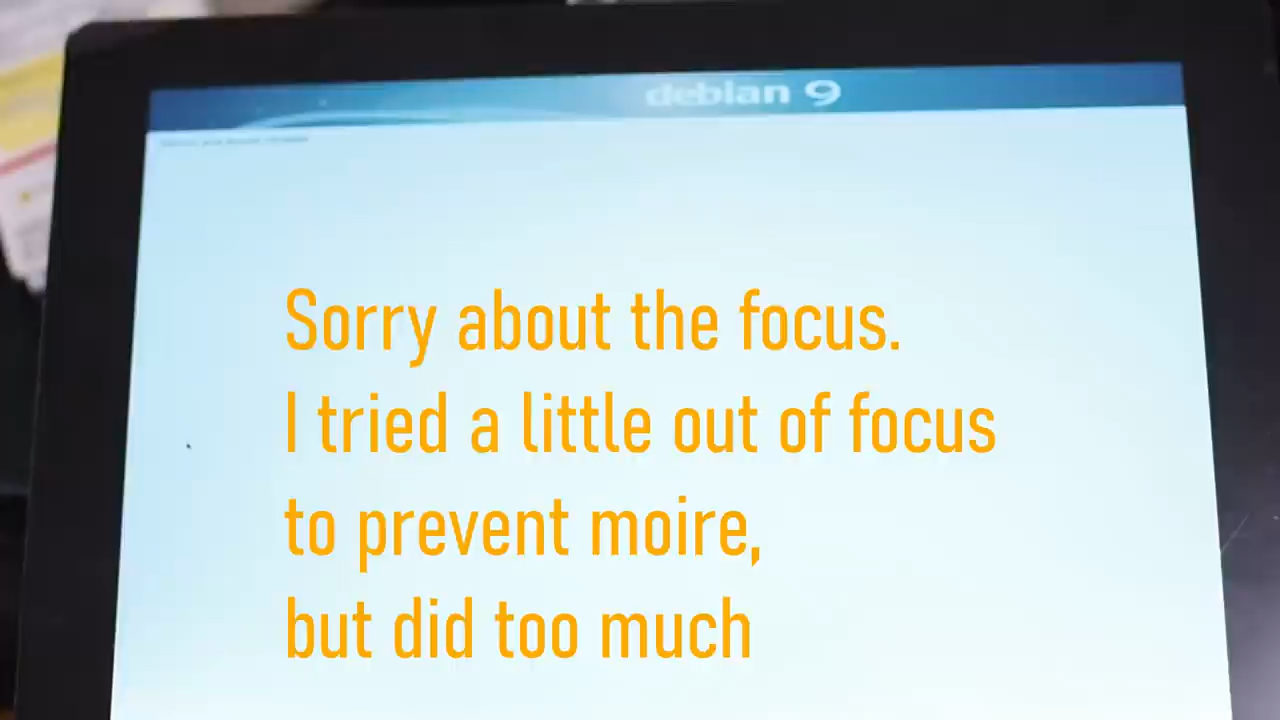 debian 9
Sorry about the focus.
I tried a little out of focus
to prevent moire,
but did too much